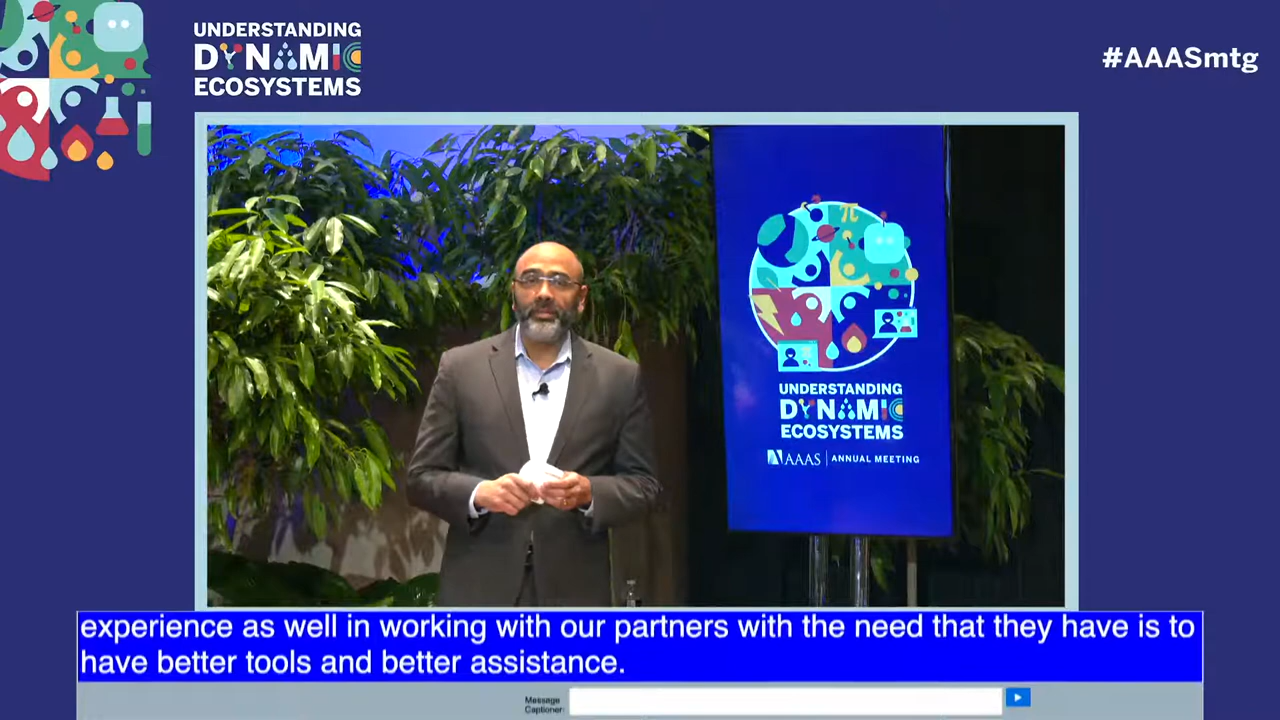 UNDERSTANDING
DYNAMIC
ECOSYSTEMS
#AAASmtg
π
UNDERSTANDING
DYNAMIC
ECOSYSTEMS
AAAS | ANNUAL MEETING
experience as well in working with our partners with the need that they have is to
have better tools and better assistance.
Message
Captioner: